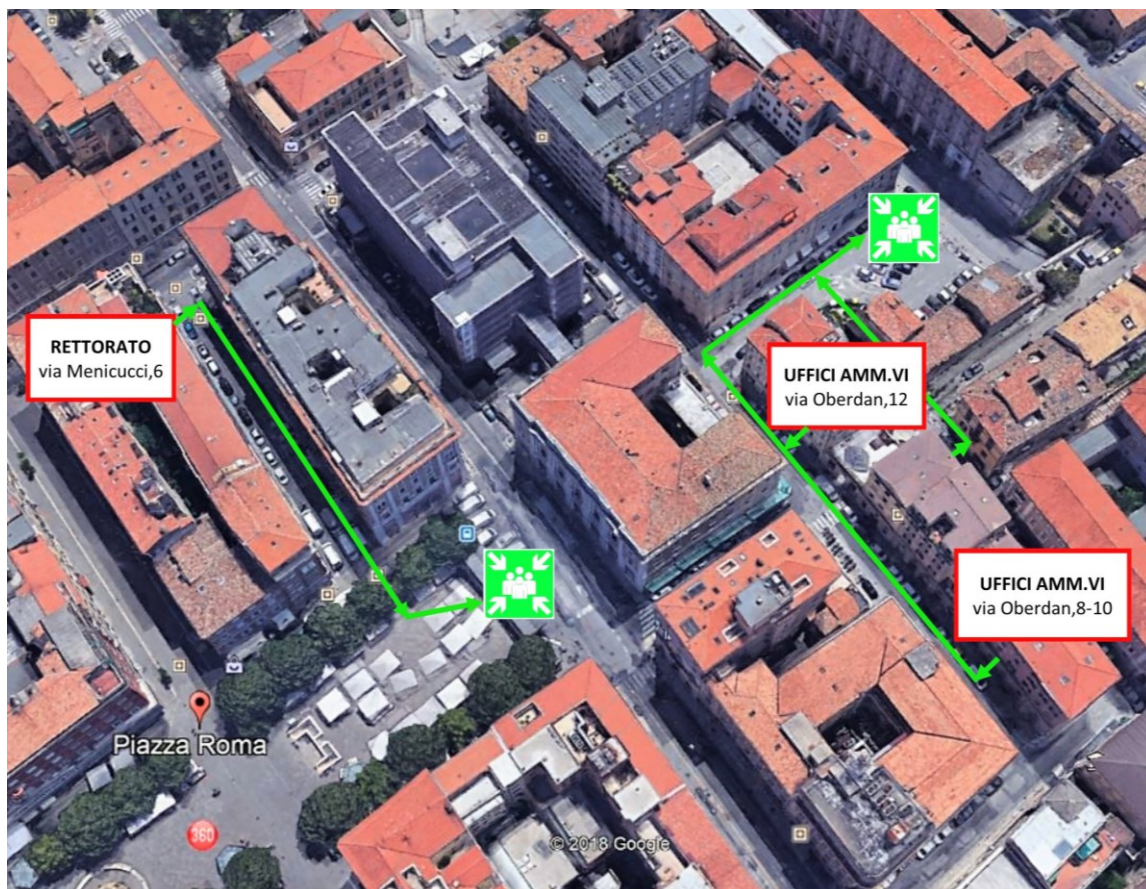 RETTORATO
via Menicucci,6
UFFICI AMM.VI
via Oberdan,12
UFFICI AMM.VI
via Oberdan,8-10
Piazza Roma
360
© 2018 Google